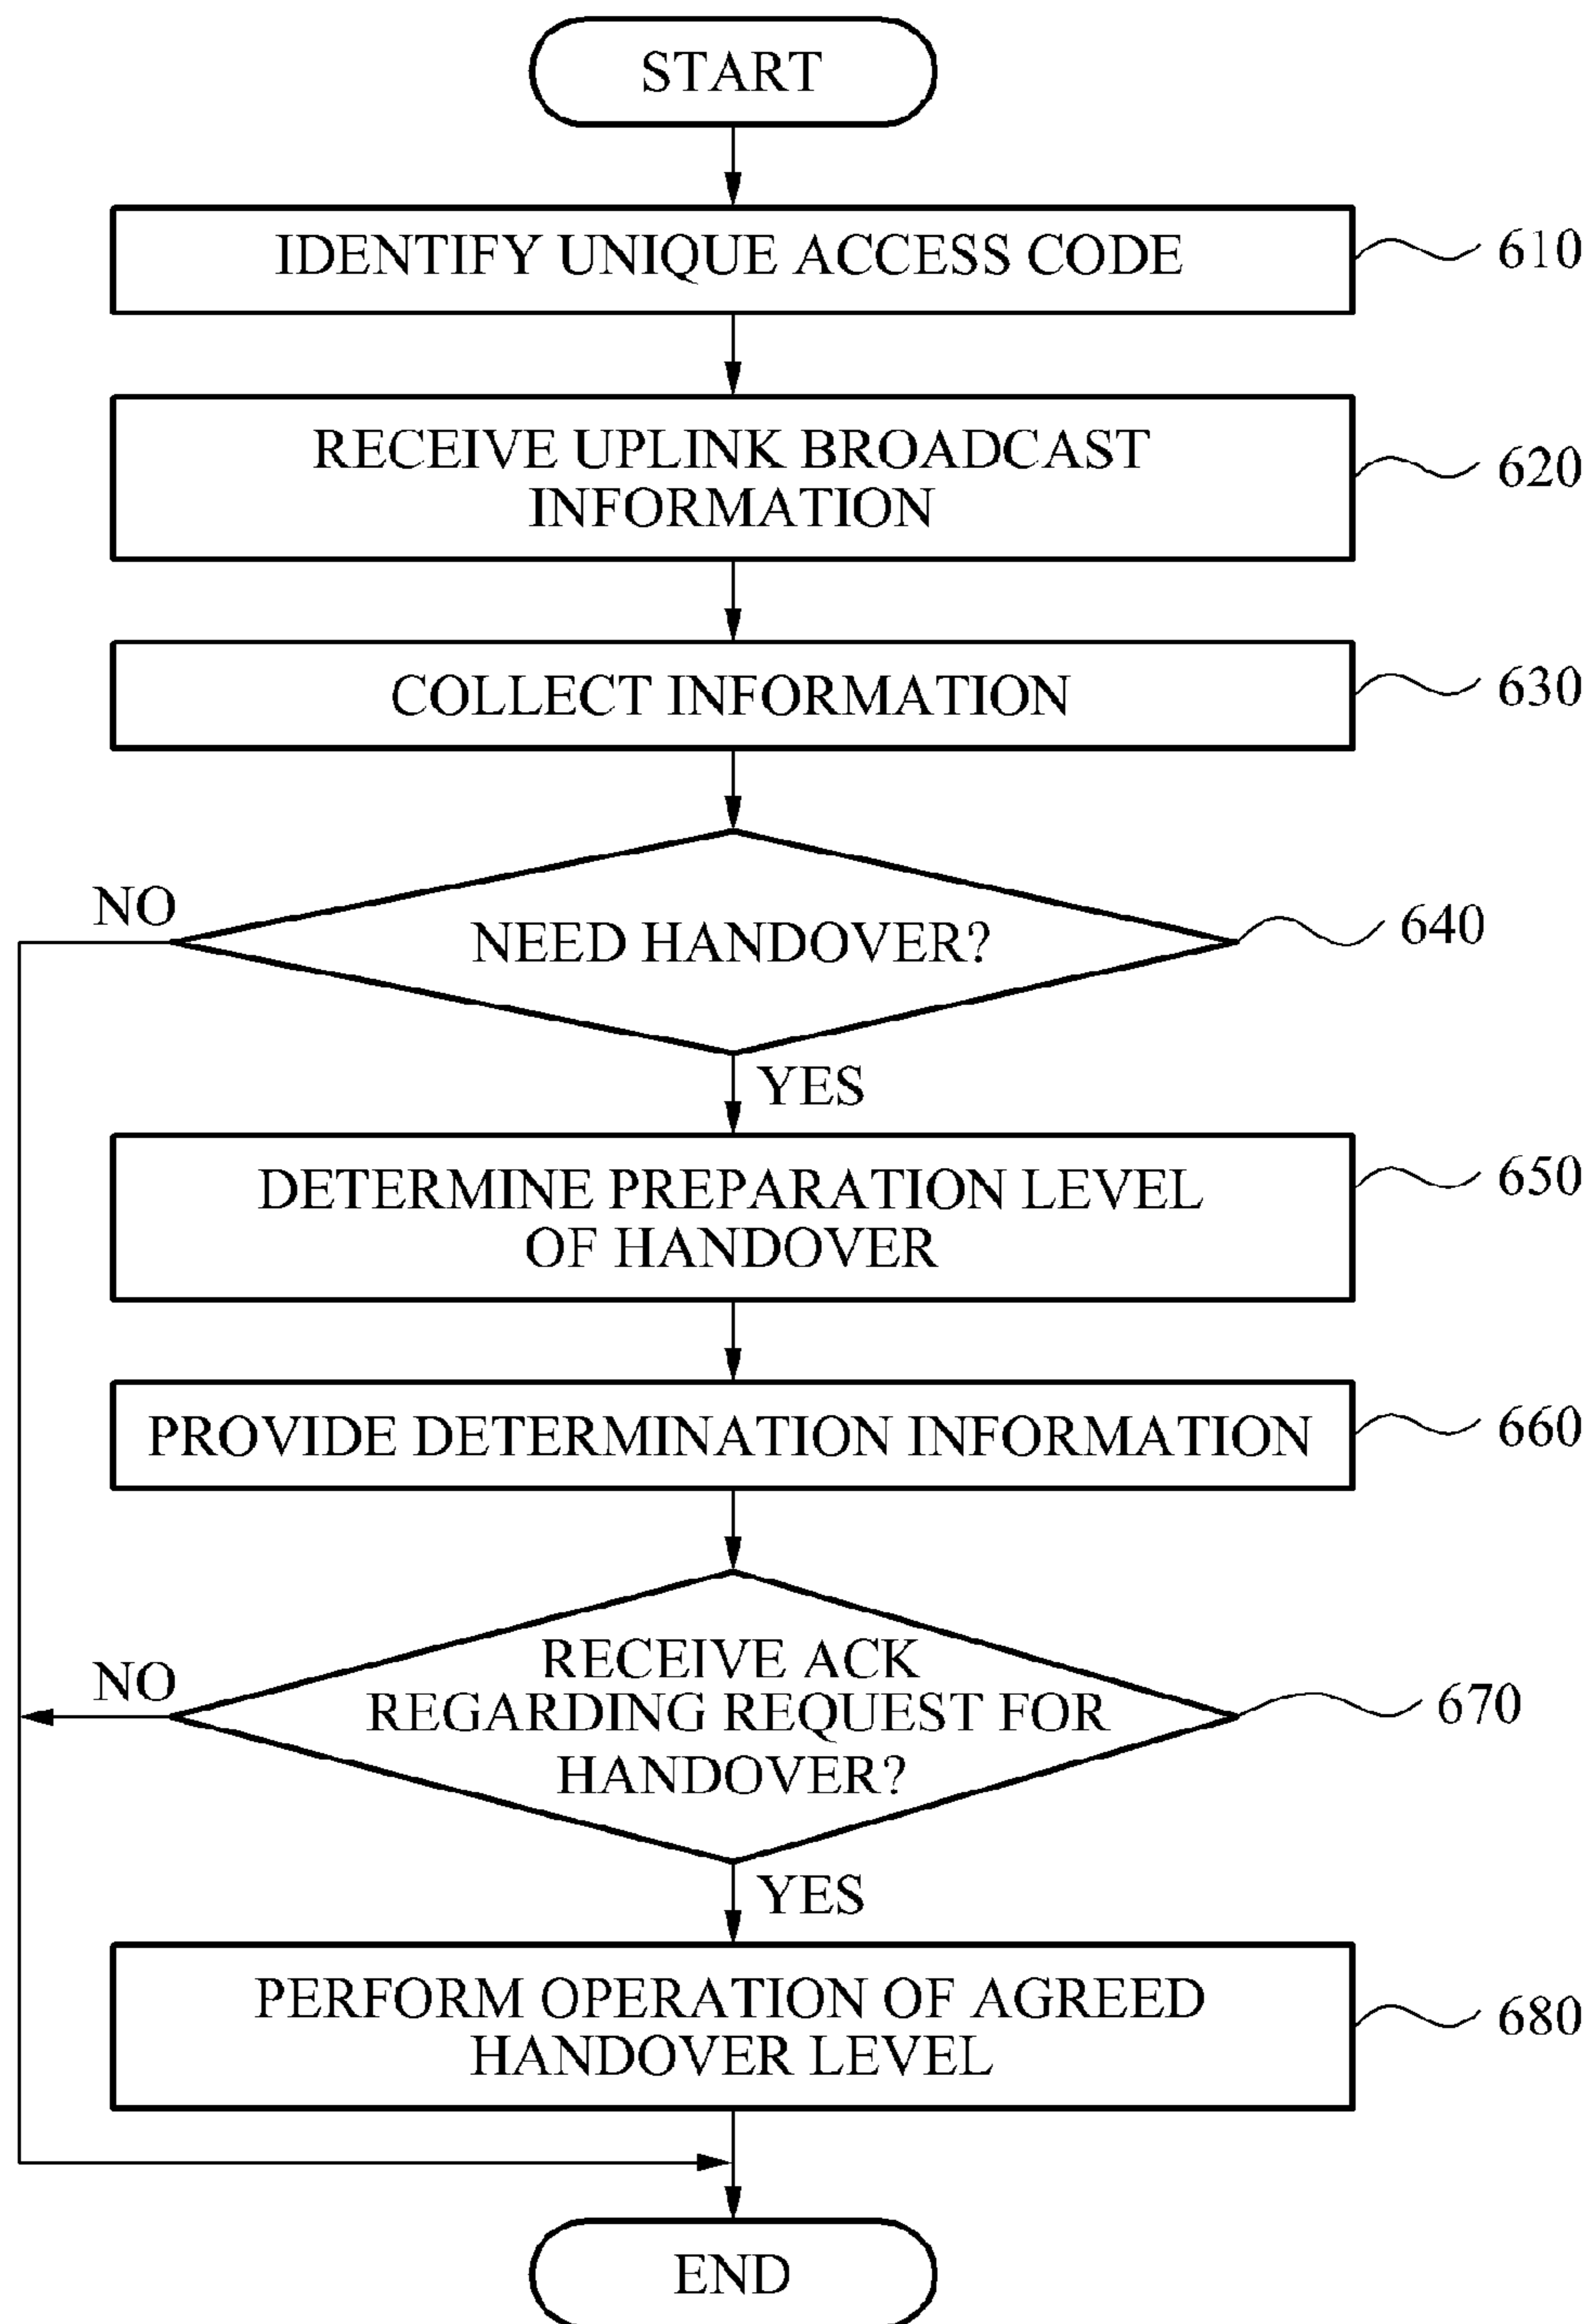 START
IDENTIFY UNIQUE ACCESS CODE
610
RECEIVE UPLINK BROADCAST
INFORMATION
620
COLLECT INFORMATION
630
NO
NEED HANDOVER?
640
YES
DETERMINE PREPARATION LEVEL
OF HANDOVER
650
PROVIDE DETERMINATION INFORMATION
660
NO
RECEIVE ACK
REGARDING REQUEST FOR
HANDOVER?
670
YES
PERFORM OPERATION OF AGREED
HANDOVER LEVEL
680
END